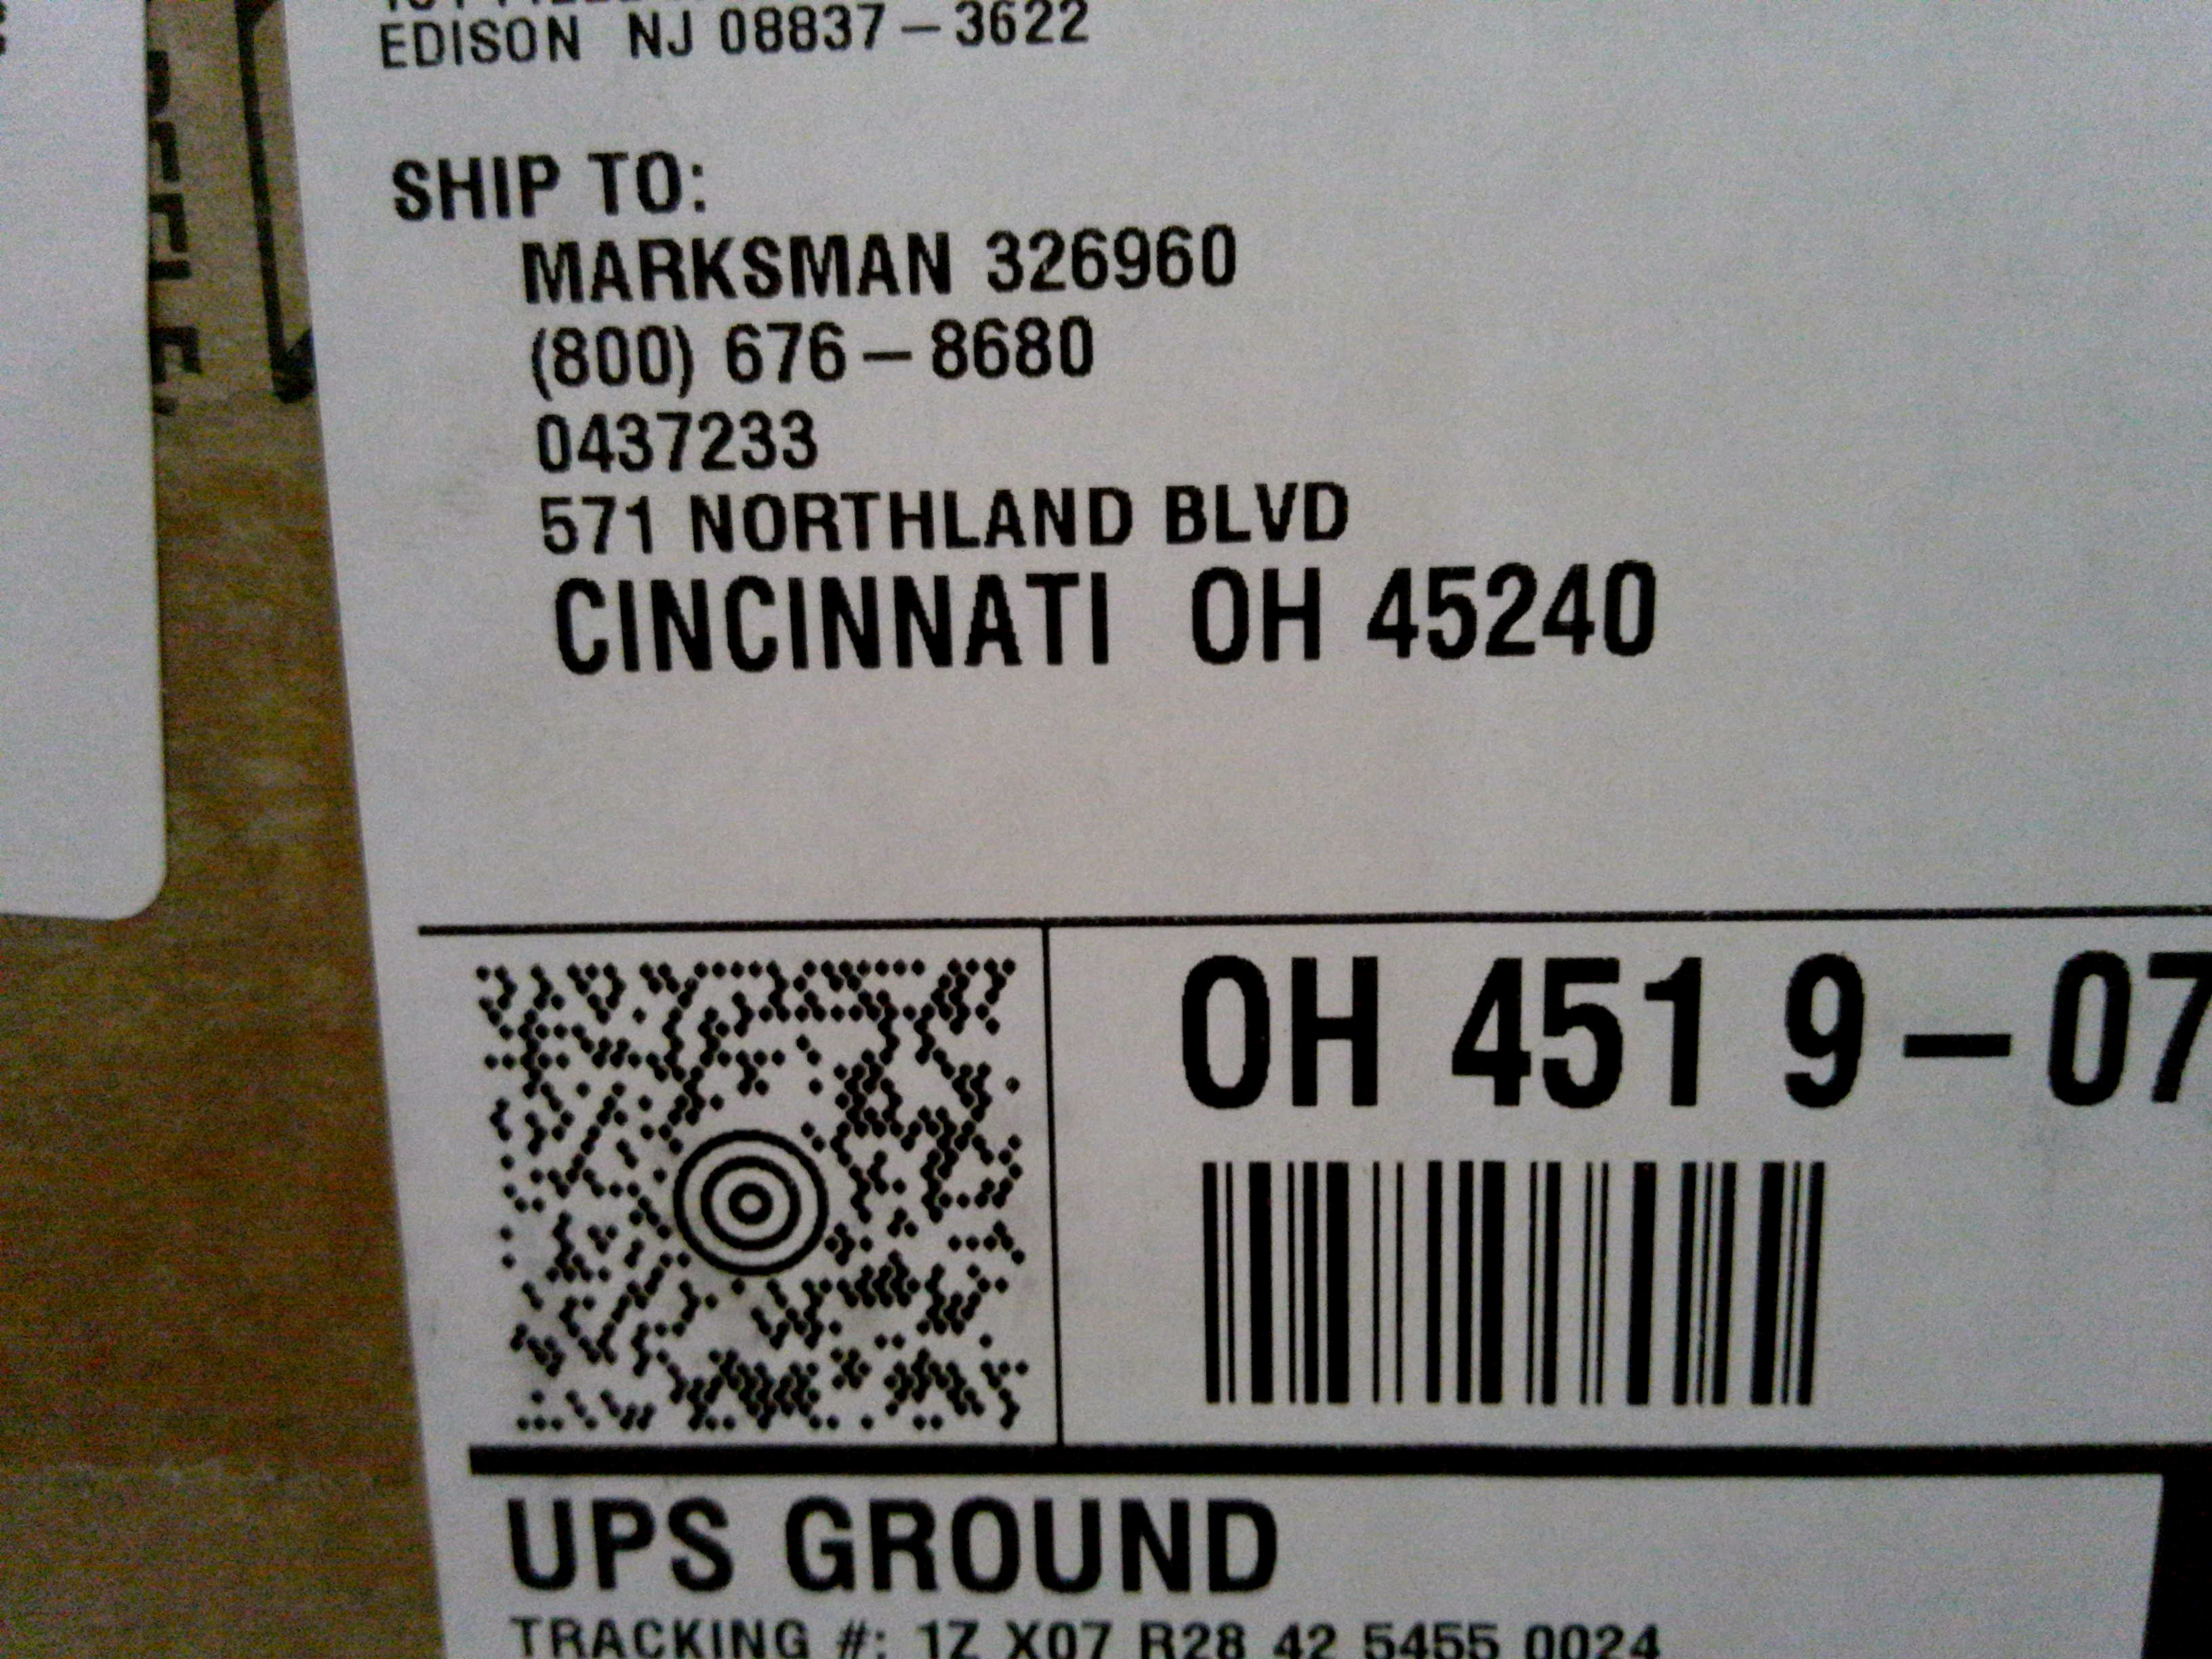 EDISON NJ 08837-3622
SHIP TO:
MARKSMAN 326960
(800) 676-8680
0437233
571 NORTHLAND BLVD
CINCINNATI OH 45240
OH 451 9-07
UPS GROUND
TRACKING #: 1Z X07 R28 42 5455 0024